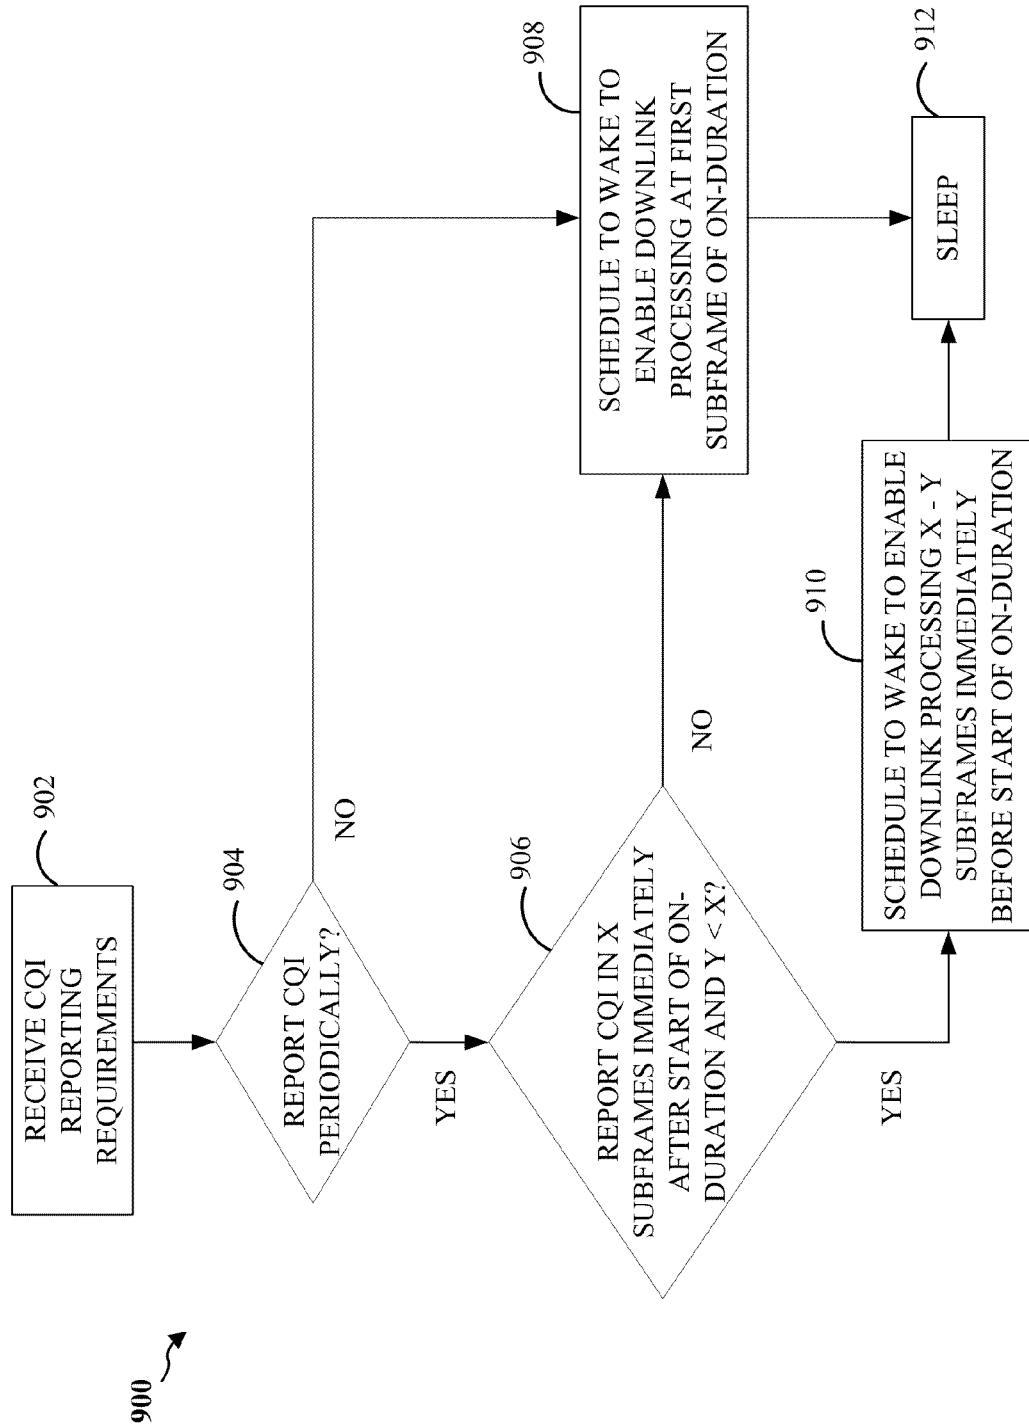 900
902
RECEIVE CQI
REPORTING
REQUIREMENTS
904
REPORT CQI
PERIODICALLY?
NO
YES
906
REPORT CQI IN X
SUBFRAMES IMMEDIATELY
AFTER START OF ON-
DURATION AND Y < X?
NO
YES
908
SCHEDULE TO WAKE TO
ENABLE DOWNLINK
PROCESSING AT FIRST
SUBFRAME OF ON-DURATION
910
SCHEDULE TO WAKE TO ENABLE
DOWNLINK PROCESSING X - Y
SUBFRAMES IMMEDIATELY
BEFORE START OF ON-DURATION
912
SLEEP